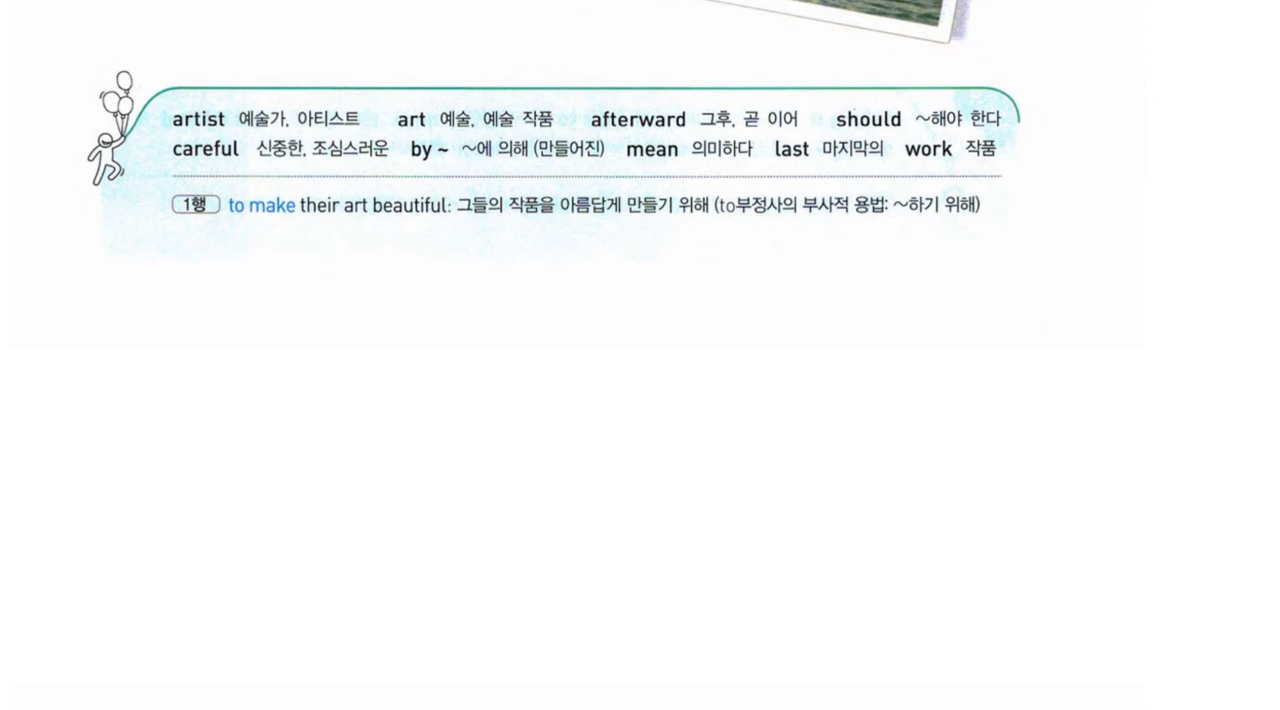 artist 예술가, 아티스트 art 예술, 예술 작품 afterward 그후, 곧 이어 should ~해야 한다
careful 신중한, 조심스러운 by ~ ~에 의해 (만들어진) mean 의미하다 last 마지막의 work 작품
1행 to make their art beautiful: 그들의 작품을 아름답게 만들기 위해 (to부정사의 부사적 용법: ~하기 위해)